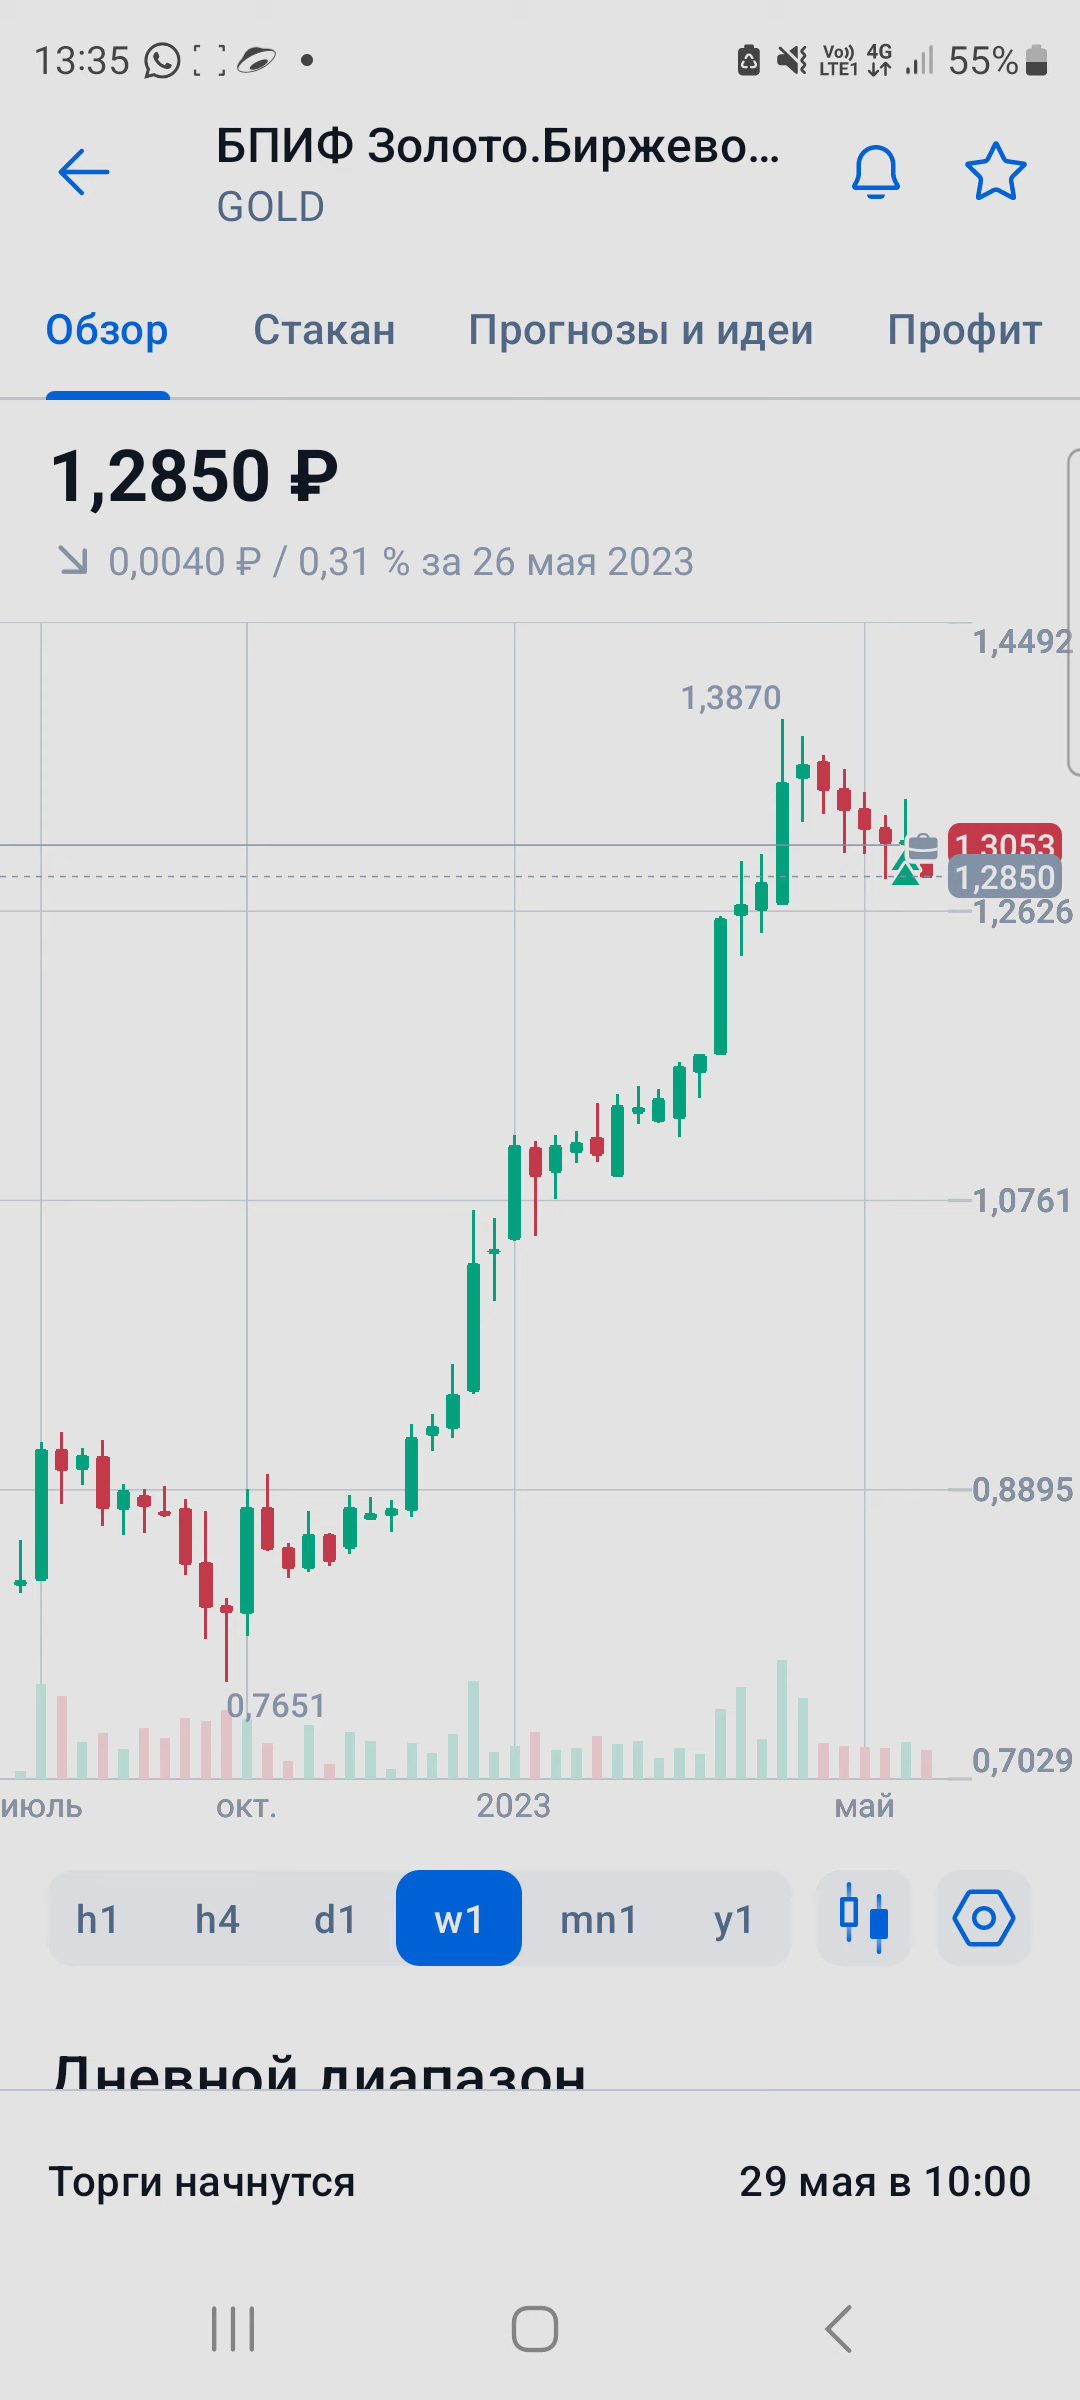 13:35 Vo)) LTE1 4G 55%
БПИФ Золото.Биржево...
GOLD
Обзор Стакан Прогнозы и идеи Профит
1,2850 ₽
0,0040 ₽ / 0,31 % за 26 мая 2023
1,4492
1,3870
1,3053
1,2850
1,2626
1,0761
0,8895
0,7651
0,7029
июль окт. 2023 май
h1 h4 d1 w1 mn1 y1
Дневной диапазон
Торги начнутся 29 мая в 10:00